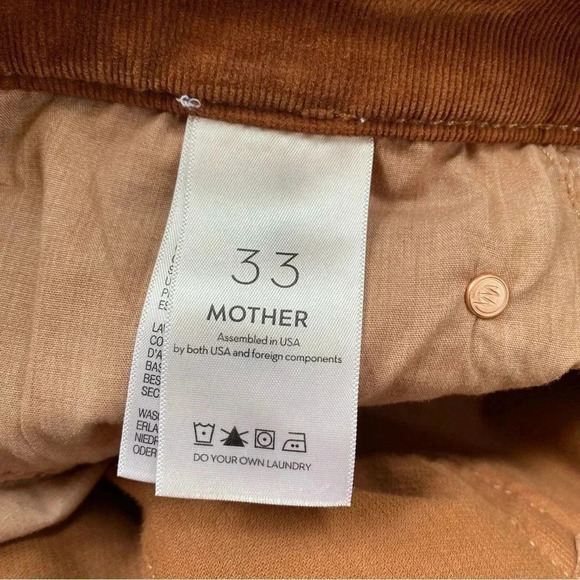 33
MOTHER
Assembled in USA
by both USA and foreign components
DO YOUR OWN LAUNDRY